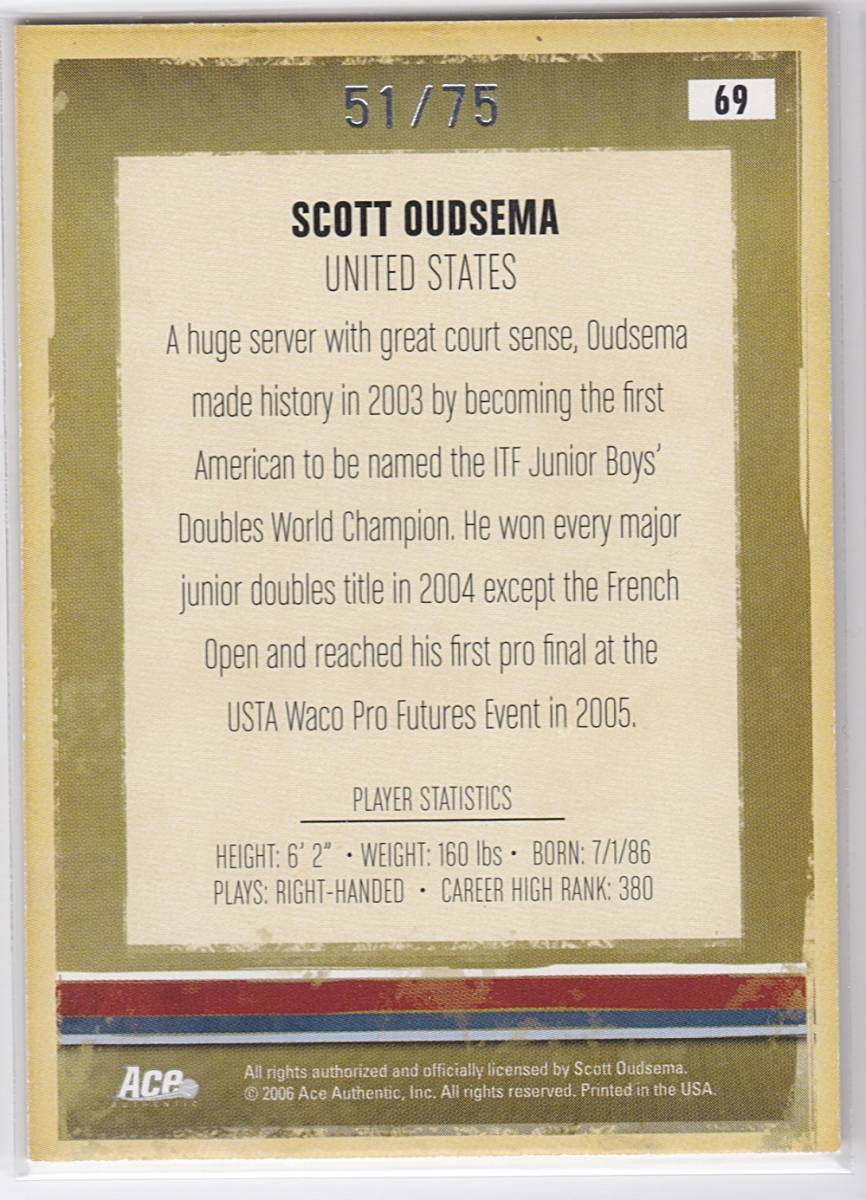 51/75
69
SCOTT OUDSEMA
UNITED STATES
A huge server with great court sense, Oudsema
made history in 2003 by becoming the first
American to be named the ITF Junior Boys'
Doubles World Champion. He won every major
junior doubles title in 2004 except the French
Open and reached his first pro final at the
USTA Waco Pro Futures Event in 2005.
PLAYER STATISTICS
HEIGHT: 6' 2" • WEIGHT: 160 lbs • BORN: 7/1/86
PLAYS: RIGHT-HANDED • CAREER HIGH RANK: 380
Ace
AUTHENTIC
All rights authorized and officially licensed by Scott Oudsema.
© 2006 Ace Authentic, Inc. All rights reserved. Printed in the USA.